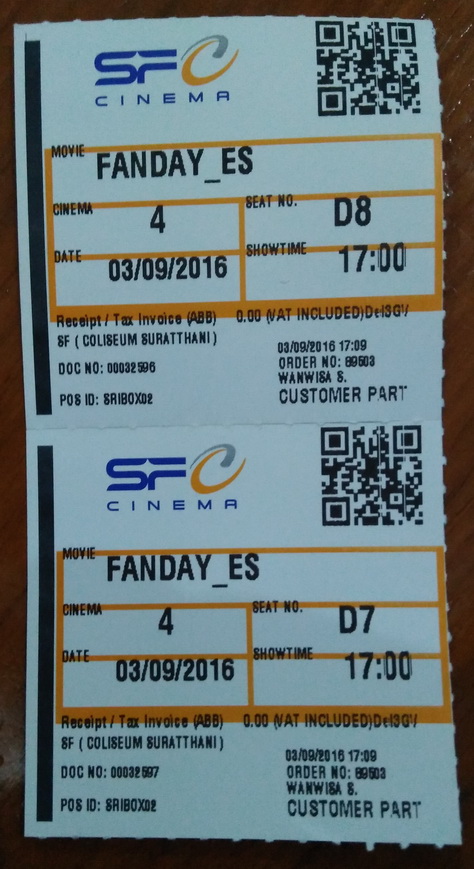 SFC
CINEMA
MOVIE FANDAY_ES
CINEMA 4 SEAT NO. D8
DATE 03/09/2016 SHOWTIME 17:00
Receipt / Tax Invoice (ABB) 0.00 (VAT INCLUDED)
SF ( COLISEUM SURATTHANI )
03/09/2016 17:09
DOC NO: 00032596 ORDER NO: 89503
WANWISA S.
POS ID: SRIBOX02 CUSTOMER PART
SFC
CINEMA
MOVIE FANDAY_ES
CINEMA 4 SEAT NO. D7
DATE 03/09/2016 SHOWTIME 17:00
Receipt / Tax Invoice (ABB) 0.00 (VAT INCLUDED)
SF ( COLISEUM SURATTHANI )
03/09/2016 17:09
DOC NO: 00032597 ORDER NO: 89503
WANWISA S.
POS ID: SRIBOX02 CUSTOMER PART